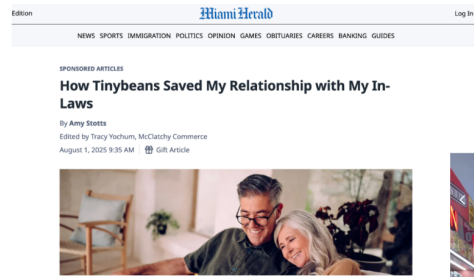 Edition
Miami Herald
Log In
NEWS SPORTS IMMIGRATION POLITICS OPINION GAMES OBITUARIES CAREERS BANKING GUIDES
SPONSORED ARTICLES
How Tinybeans Saved My Relationship with My In-
Laws
By Amy Stotts
Edited by Tracy Yochum, McClatchy Commerce
August 1, 2025 9:35 AM Gift Article